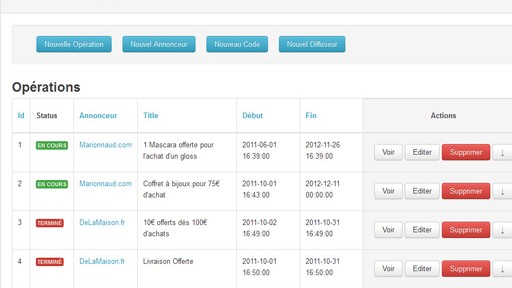 Nouvelle Opération Nouvel Annonceur Nouveau Code Nouvel Diffuseur
Opérations
Id Status Annonceur Title Début Fin Actions
1 EN COURS Marionnaud.com 1 Mascara offerte pour l'achat d'un gloss 2011-06-01 16:39:00 2012-11-26 16:39:00 Voir Editer Supprimer ↓
2 EN COURS Marionnaud.com Coffret à bijoux pour 75€ d'achat 2011-10-01 16:43:00 2012-12-11 00:00:00 Voir Editer Supprimer ↓
3 TERMINÉ DeLaMaison.fr 10€ offerts dès 100€ d'achats 2011-10-02 16:49:00 2011-10-31 16:49:00 Voir Editer Supprimer ↓
4 TERMINÉ DeLaMaison.fr Livraison Offerte 2011-10-01 16:50:00 2011-10-31 16:50:00 Voir Editer Supprimer ↓